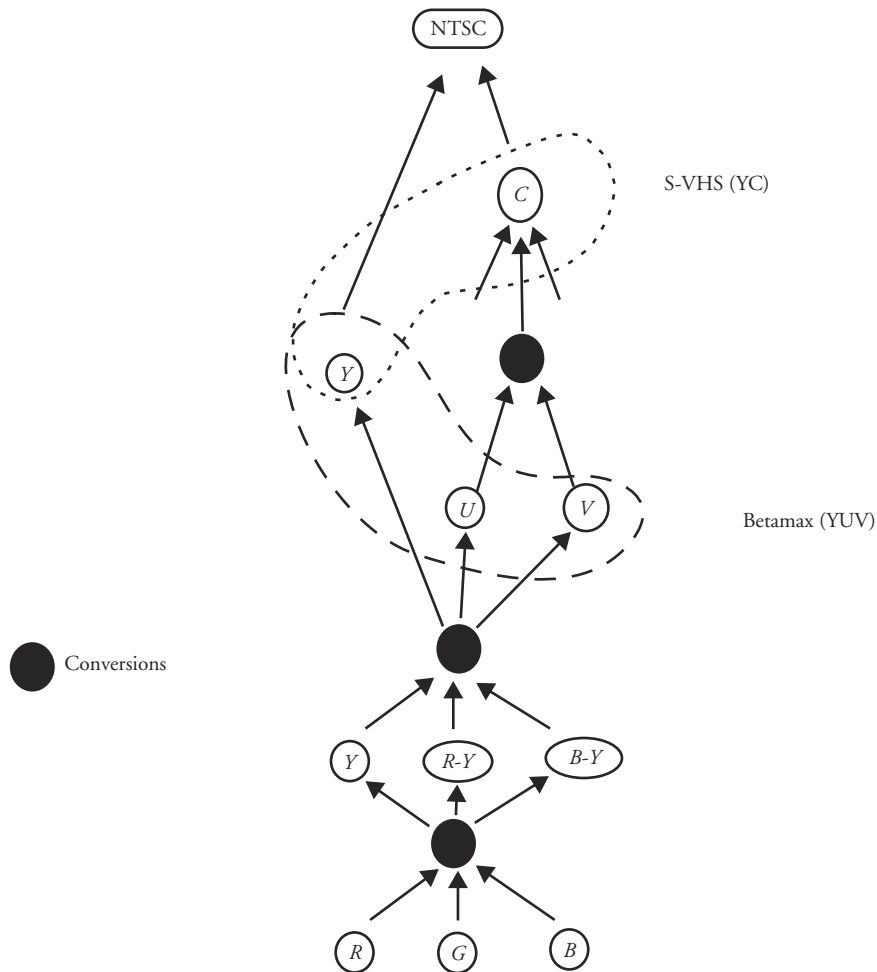 NTSC
C
S-VHS (YC)
Y
U
V
Betamax (YUV)
Conversions
Y
R-Y
B-Y
R
G
B